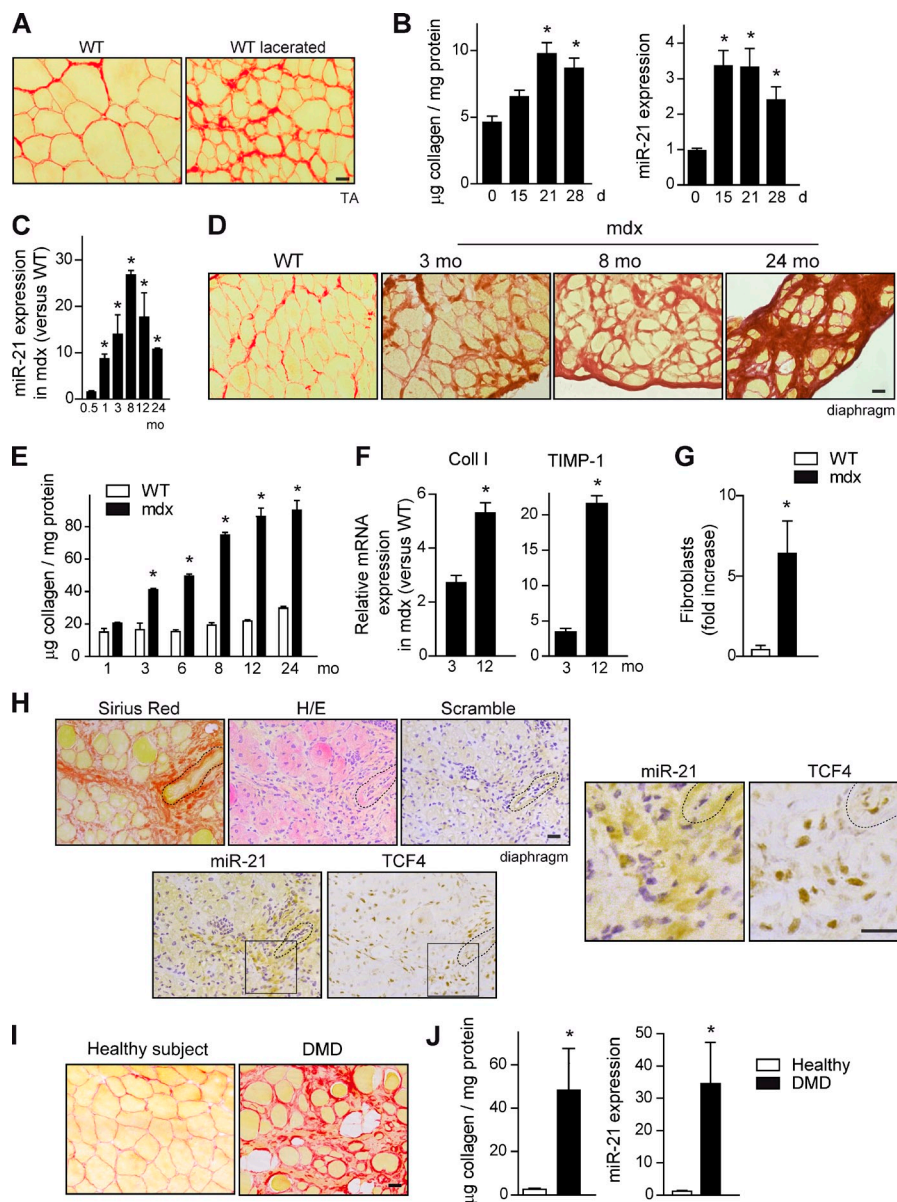 A
WT
WT lacerated
TA
B
µg collagen / mg protein
10
5
0
0 15 21 28 d
miR-21 expression
4
3
2
1
0
0 15 21 28 d
C
miR-21 expression
in mdx (versus WT)
30
20
10
0
0.5 1 3 8 12 24
mo
D
mdx
WT
3 mo
8 mo
24 mo
diaphragm
E
WT
mdx
µg collagen / mg protein
80
60
40
20
0
* * * * *
1 3 6 8 12 24 mo
F
Coll I
TIMP-1
Relative mRNA
expression
in mdx (versus WT)
6
4
2
0
*
3 12
20
15
10
5
0
*
3 12 mo
G
WT
mdx
Fibroblasts
(fold increase)
10
5
0
*
H
Sirius Red
H/E
Scramble
diaphragm
miR-21
TCF4
miR-21
TCF4
I
Healthy subject
DMD
J
µg collagen / mg protein
60
40
20
0
*
miR-21 expression
50
40
30
20
10
0
*
Healthy
DMD